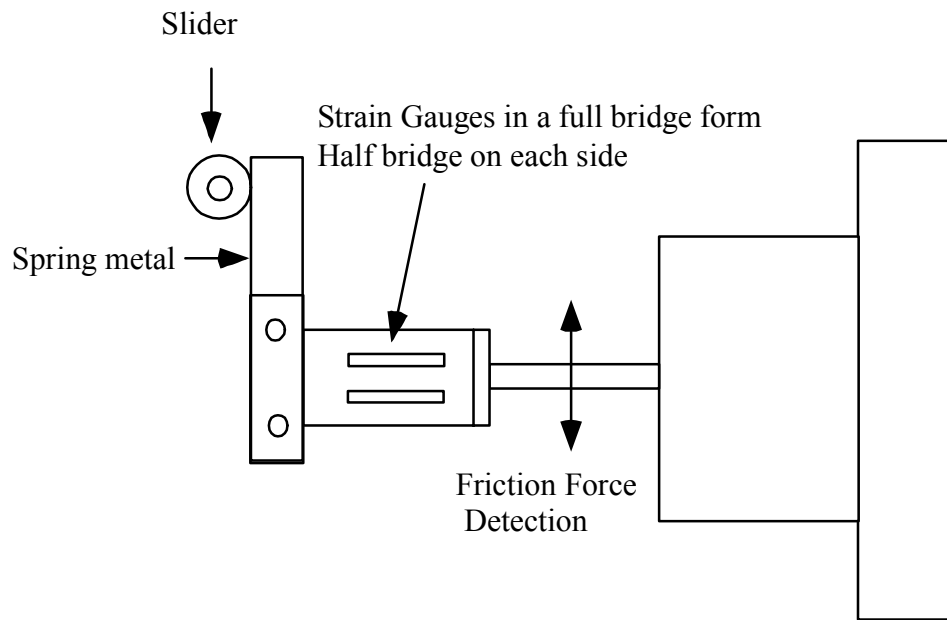 Slider
Strain Gauges in a full bridge form
Half bridge on each side
Spring metal
Friction Force
Detection